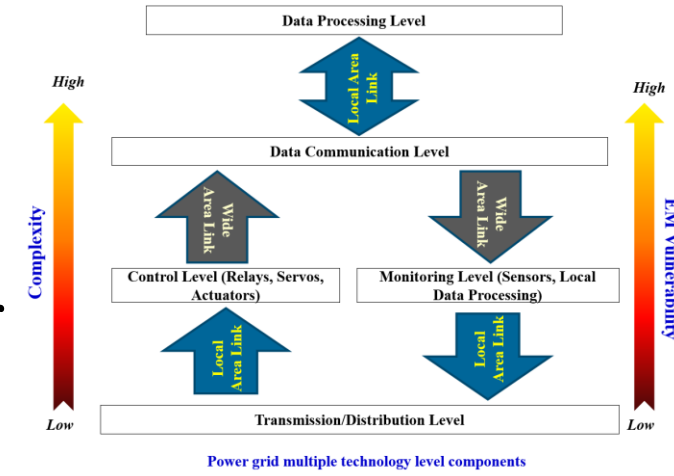 Data Processing Level
Local Area
Link
High
High
Data Communication Level
Complexity
EM Vulnerability
Wide
Area Link
Wide
Area Link
Control Level (Relays, Servos,
Actuators)
Monitoring Level (Sensors, Local
Data Processing)
Local
Area Link
Local
Area Link
Low
Transmission/Distribution Level
Low
Power grid multiple technology level components